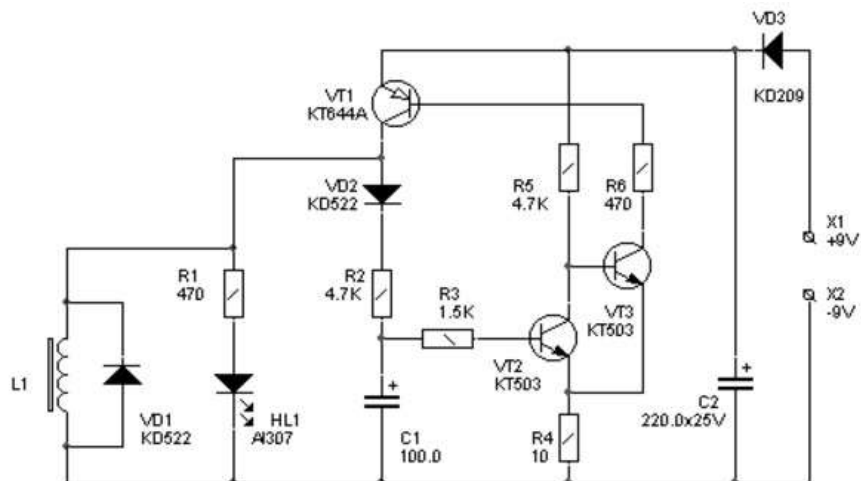 VD3
KD209
VT1
KT644A
VD2
KD522
R5
4.7K
R6
470
X1
+9V
X2
-9V
R1
470
R2
4.7K
R3
1.5K
VT3
KT503
VT2
KT503
L1
VD1
KD522
HL1
Al307
+
C1
100.0
R4
10
+
C2
220.0x25V